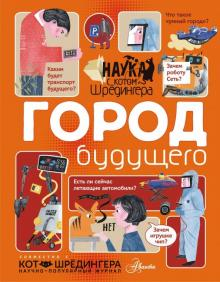 Что такое
умный город?
P
Каким
будет
транспорт
будущего?
НАУКА
С КОТОМ
Шрёдингера
Зачем
роботу
Сеть?
ГОРОД
будущего
Есть ли сейчас
летающие автомобили?
НЕТ
Зачем
игрушке
чип?
СОВМЕСТНО С
КОТ ШРЁДИНГЕРА
НАУЧНО-ПОПУЛЯРНЫЙ ЖУРНАЛ
Аванта